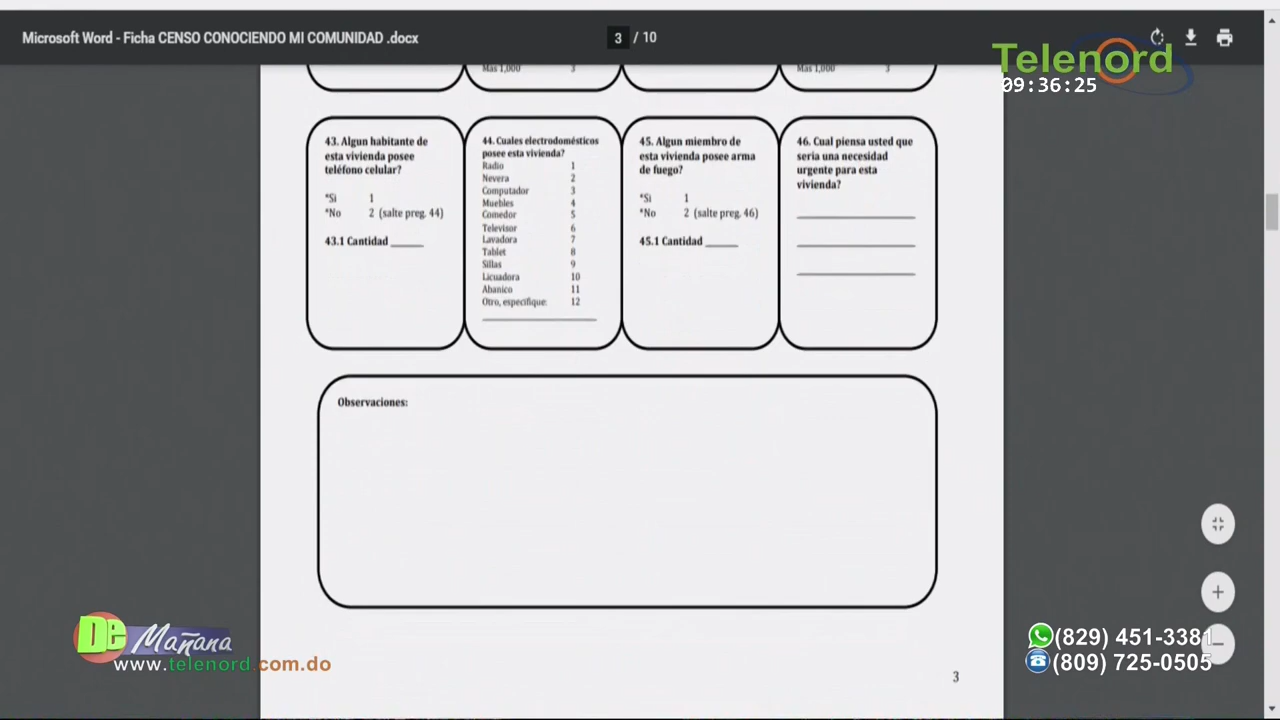 Microsoft Word - Ficha CENSO CONOCIENDO MI COMUNIDAD .docx
3 / 10
Telenord
09:36:25
Mas 1,000 3
Mas 1,000 3
43. Algun habitante de
esta vivienda posee
teléfono celular?
*Si 1
*No 2 (salte preg. 44)
43.1 Cantidad ______
44. Cuales electrodomésticos
posee esta vivienda?
Radio 1
Nevera 2
Computador 3
Muebles 4
Comedor 5
Televisor 6
Lavadora 7
Tablet 8
Sillas 9
Licuadora 10
Abanico 11
Otro, especifique: 12
45. Algun miembro de
esta vivienda posee arma
de fuego?
*Si 1
*No 2 (salte preg. 46)
45.1 Cantidad ______
46. Cual piensa usted que
seria una necesidad
urgente para esta
vivienda?
Observaciones:
De Mañana
www.telenord.com.do
(829) 451-3381
(809) 725-0505
3